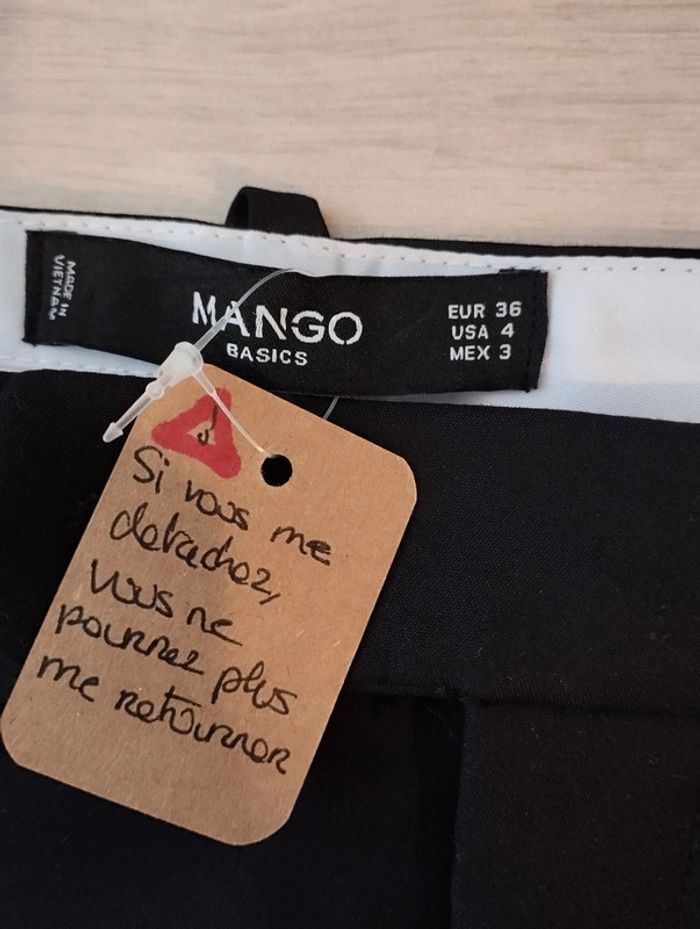 MADE IN
VIETNAM
MANGO
BASICS
EUR 36
USA 4
MEX 3
!
Si vous me
detachez,
vous ne
pourrez plus
me retourner